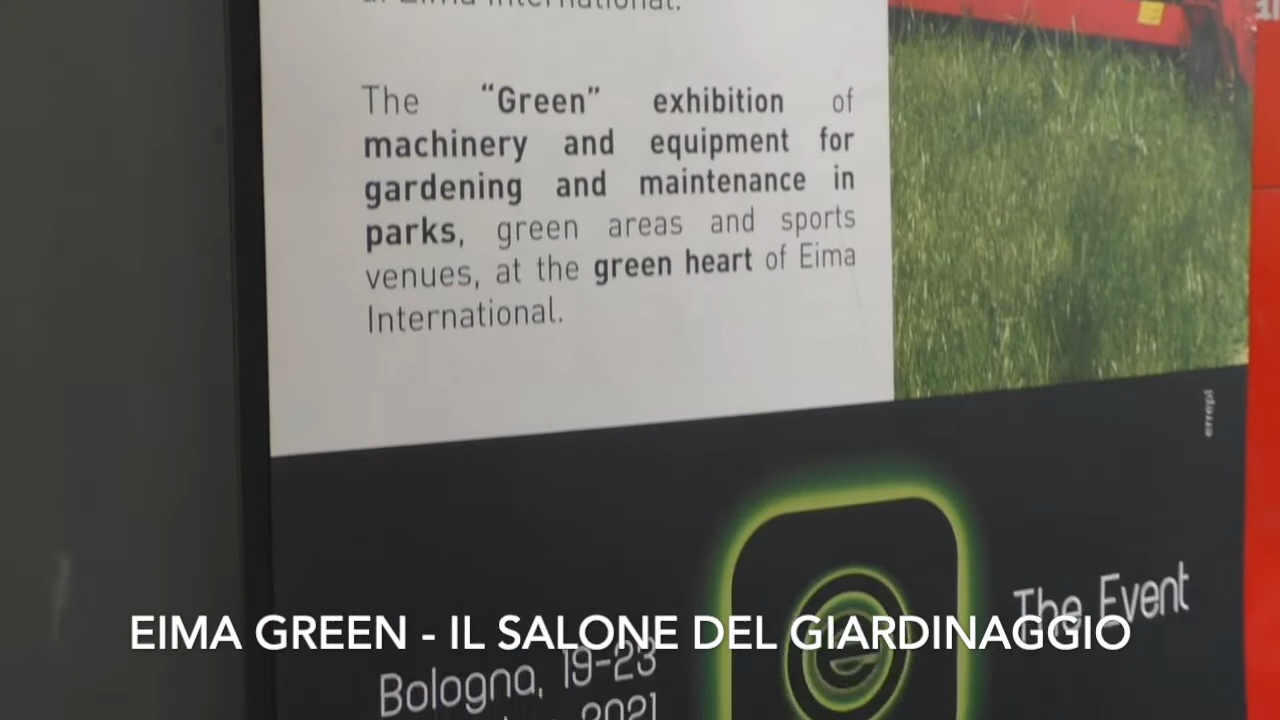 The “Green” exhibition of
machinery and equipment for
gardening and maintenance in
parks, green areas and sports
venues, at the green heart of Eima
International.
errepi
The Event
EIMA GREEN - IL SALONE DEL GIARDINAGGIO
Bologna, 19-23
2021